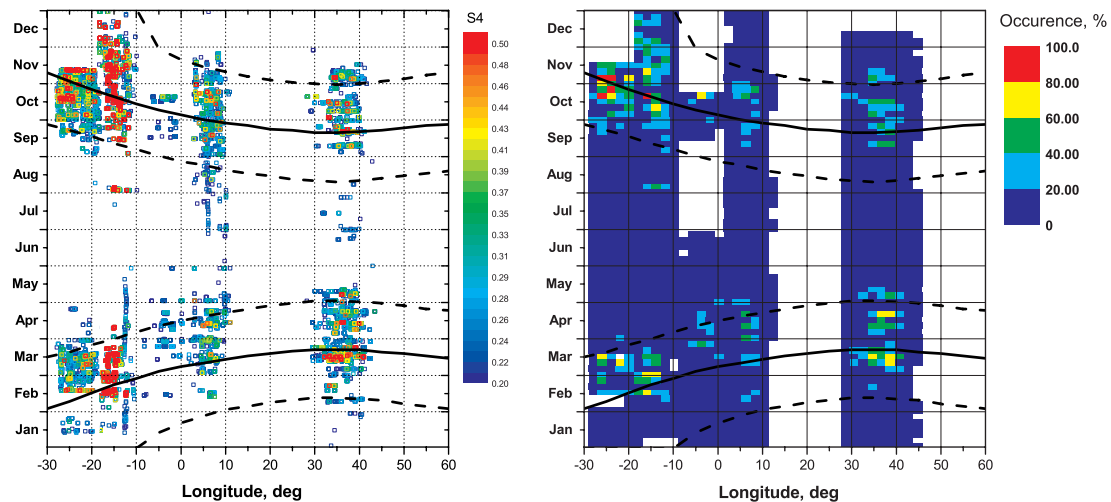 S4
Dec
Nov
Oct
Sep
Aug
Jul
Jun
May
Apr
Mar
Feb
Jan
-30 -20 -10 0 10 20 30 40 50 60
Longitude, deg
0.50
0.48
0.46
0.44
0.43
0.41
0.39
0.37
0.35
0.33
0.31
0.29
0.28
0.26
0.24
0.22
0.20
Dec
Nov
Oct
Sep
Aug
Jul
Jun
May
Apr
Mar
Feb
Jan
-30 -20 -10 0 10 20 30 40 50 60
Longitude, deg
Occurence, %
100.0
80.00
60.00
40.00
20.00
0